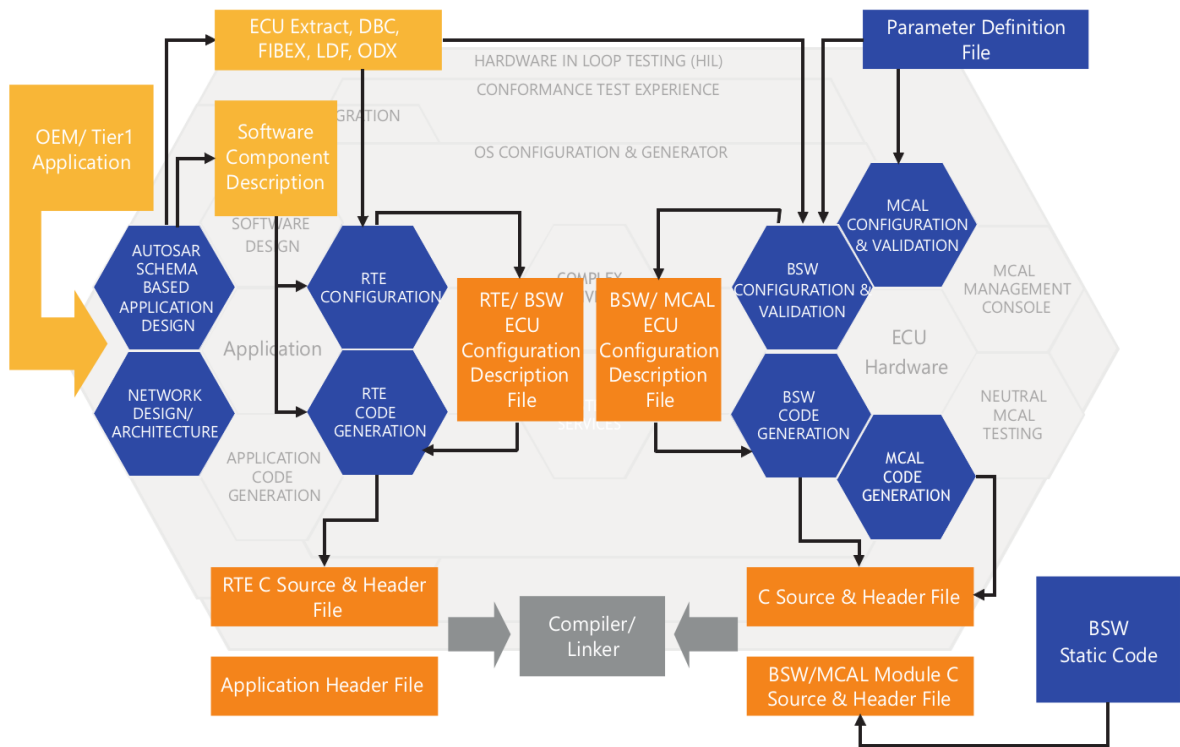 ECU Extract, DBC,
FIBEX, LDF, ODX
Parameter Definition
File
HARDWARE IN LOOP TESTING (HIL)
CONFORMANCE TEST EXPERIENCE
OEM/ Tier1
Application
Software
Component
Description
OS CONFIGURATION & GENERATOR
SOFTWARE
DESIGN
AUTOSAR
SCHEMA
BASED
APPLICATION
DESIGN
RTE
CONFIGURATION
MCAL
CONFIGURATION
& VALIDATION
BSW
CONFIGURATION &
VALIDATION
MCAL
MANAGEMENT
CONSOLE
RTE/ BSW
ECU
Configuration
Description
File
BSW/ MCAL
ECU
Configuration
Description
File
COMPLEX
Application
ECU
Hardware
NETWORK
DESIGN/
ARCHITECTURE
RTE
CODE
GENERATION
SERVICES
BSW
CODE
GENERATION
NEUTRAL
MCAL
TESTING
APPLICATION
CODE
GENERATION
MCAL
CODE
GENERATION
RTE C Source & Header
File
C Source & Header File
Compiler/
Linker
BSW
Static Code
Application Header File
BSW/MCAL Module C
Source & Header File